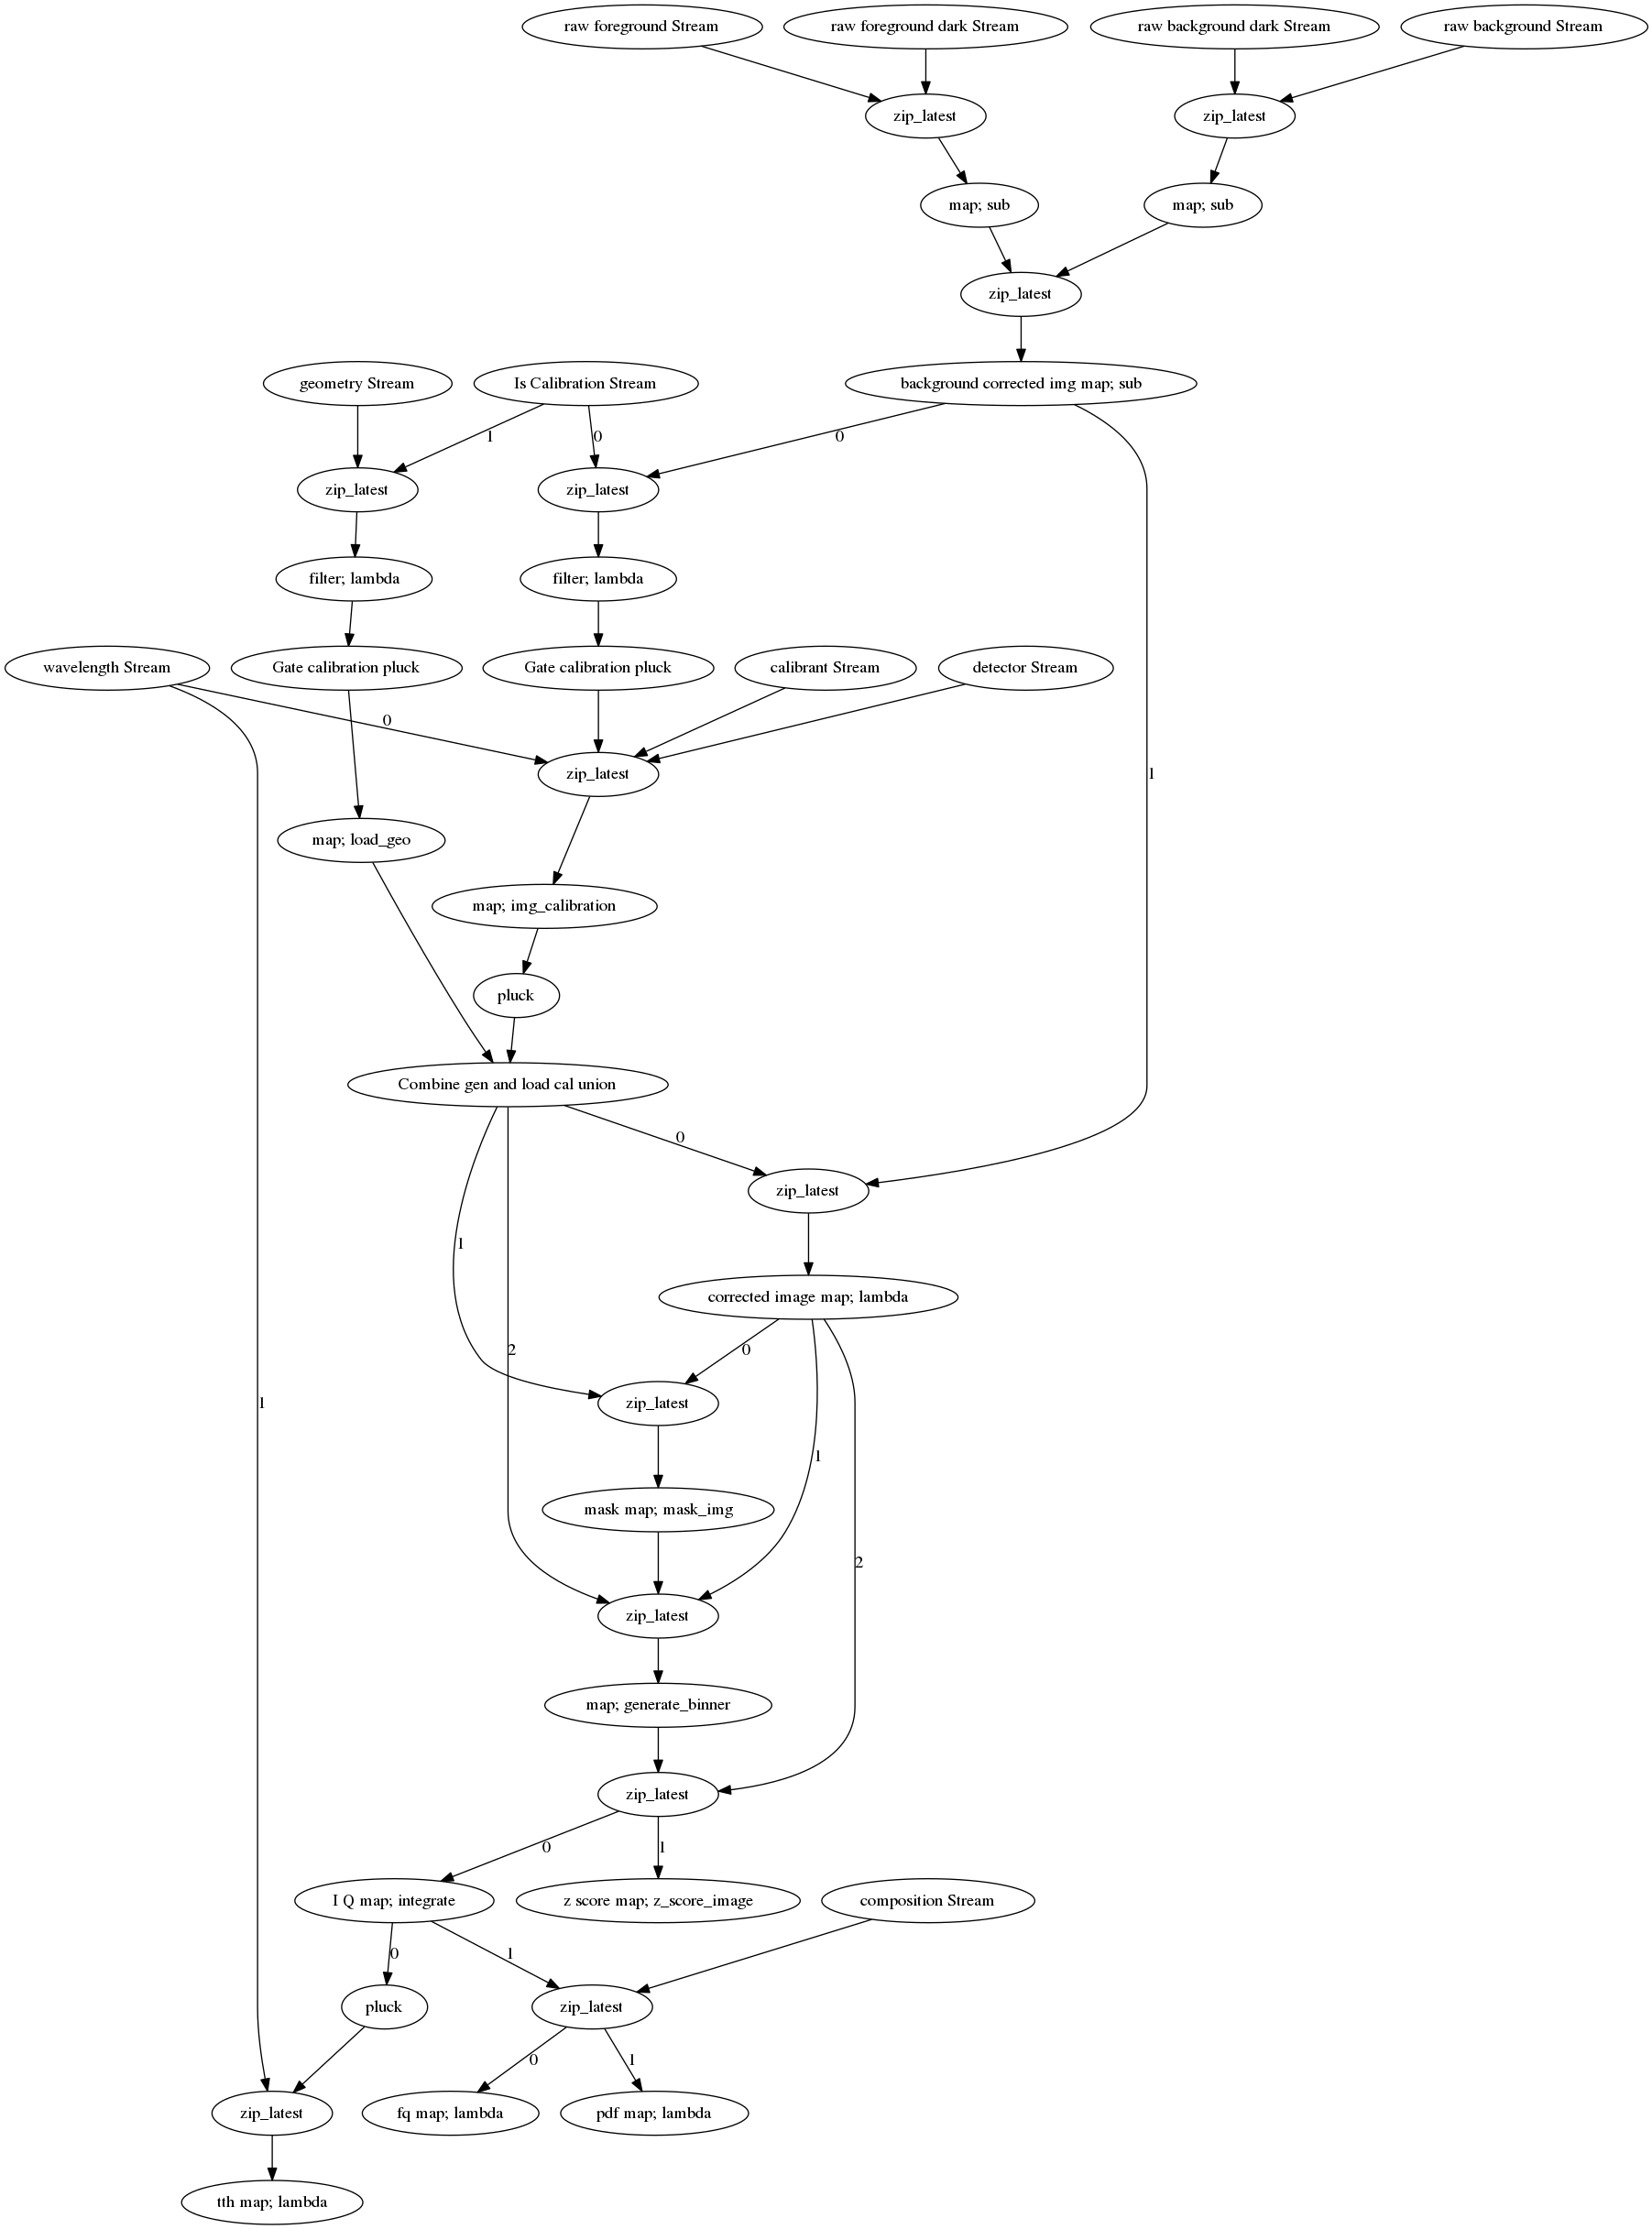 raw foreground Stream
raw foreground dark Stream
raw background dark Stream
raw background Stream
zip_latest
zip_latest
map; sub
map; sub
zip_latest
geometry Stream
Is Calibration Stream
background corrected img map; sub
1
0
0
zip_latest
zip_latest
filter; lambda
filter; lambda
wavelength Stream
Gate calibration pluck
Gate calibration pluck
calibrant Stream
detector Stream
0
zip_latest
1
map; load_geo
map; img_calibration
pluck
Combine gen and load cal union
0
zip_latest
1
corrected image map; lambda
2
0
1
zip_latest
1
mask map; mask_img
2
zip_latest
map; generate_binner
zip_latest
0
1
I Q map; integrate
z score map; z_score_image
composition Stream
0
1
pluck
zip_latest
0
1
zip_latest
fq map; lambda
pdf map; lambda
tth map; lambda